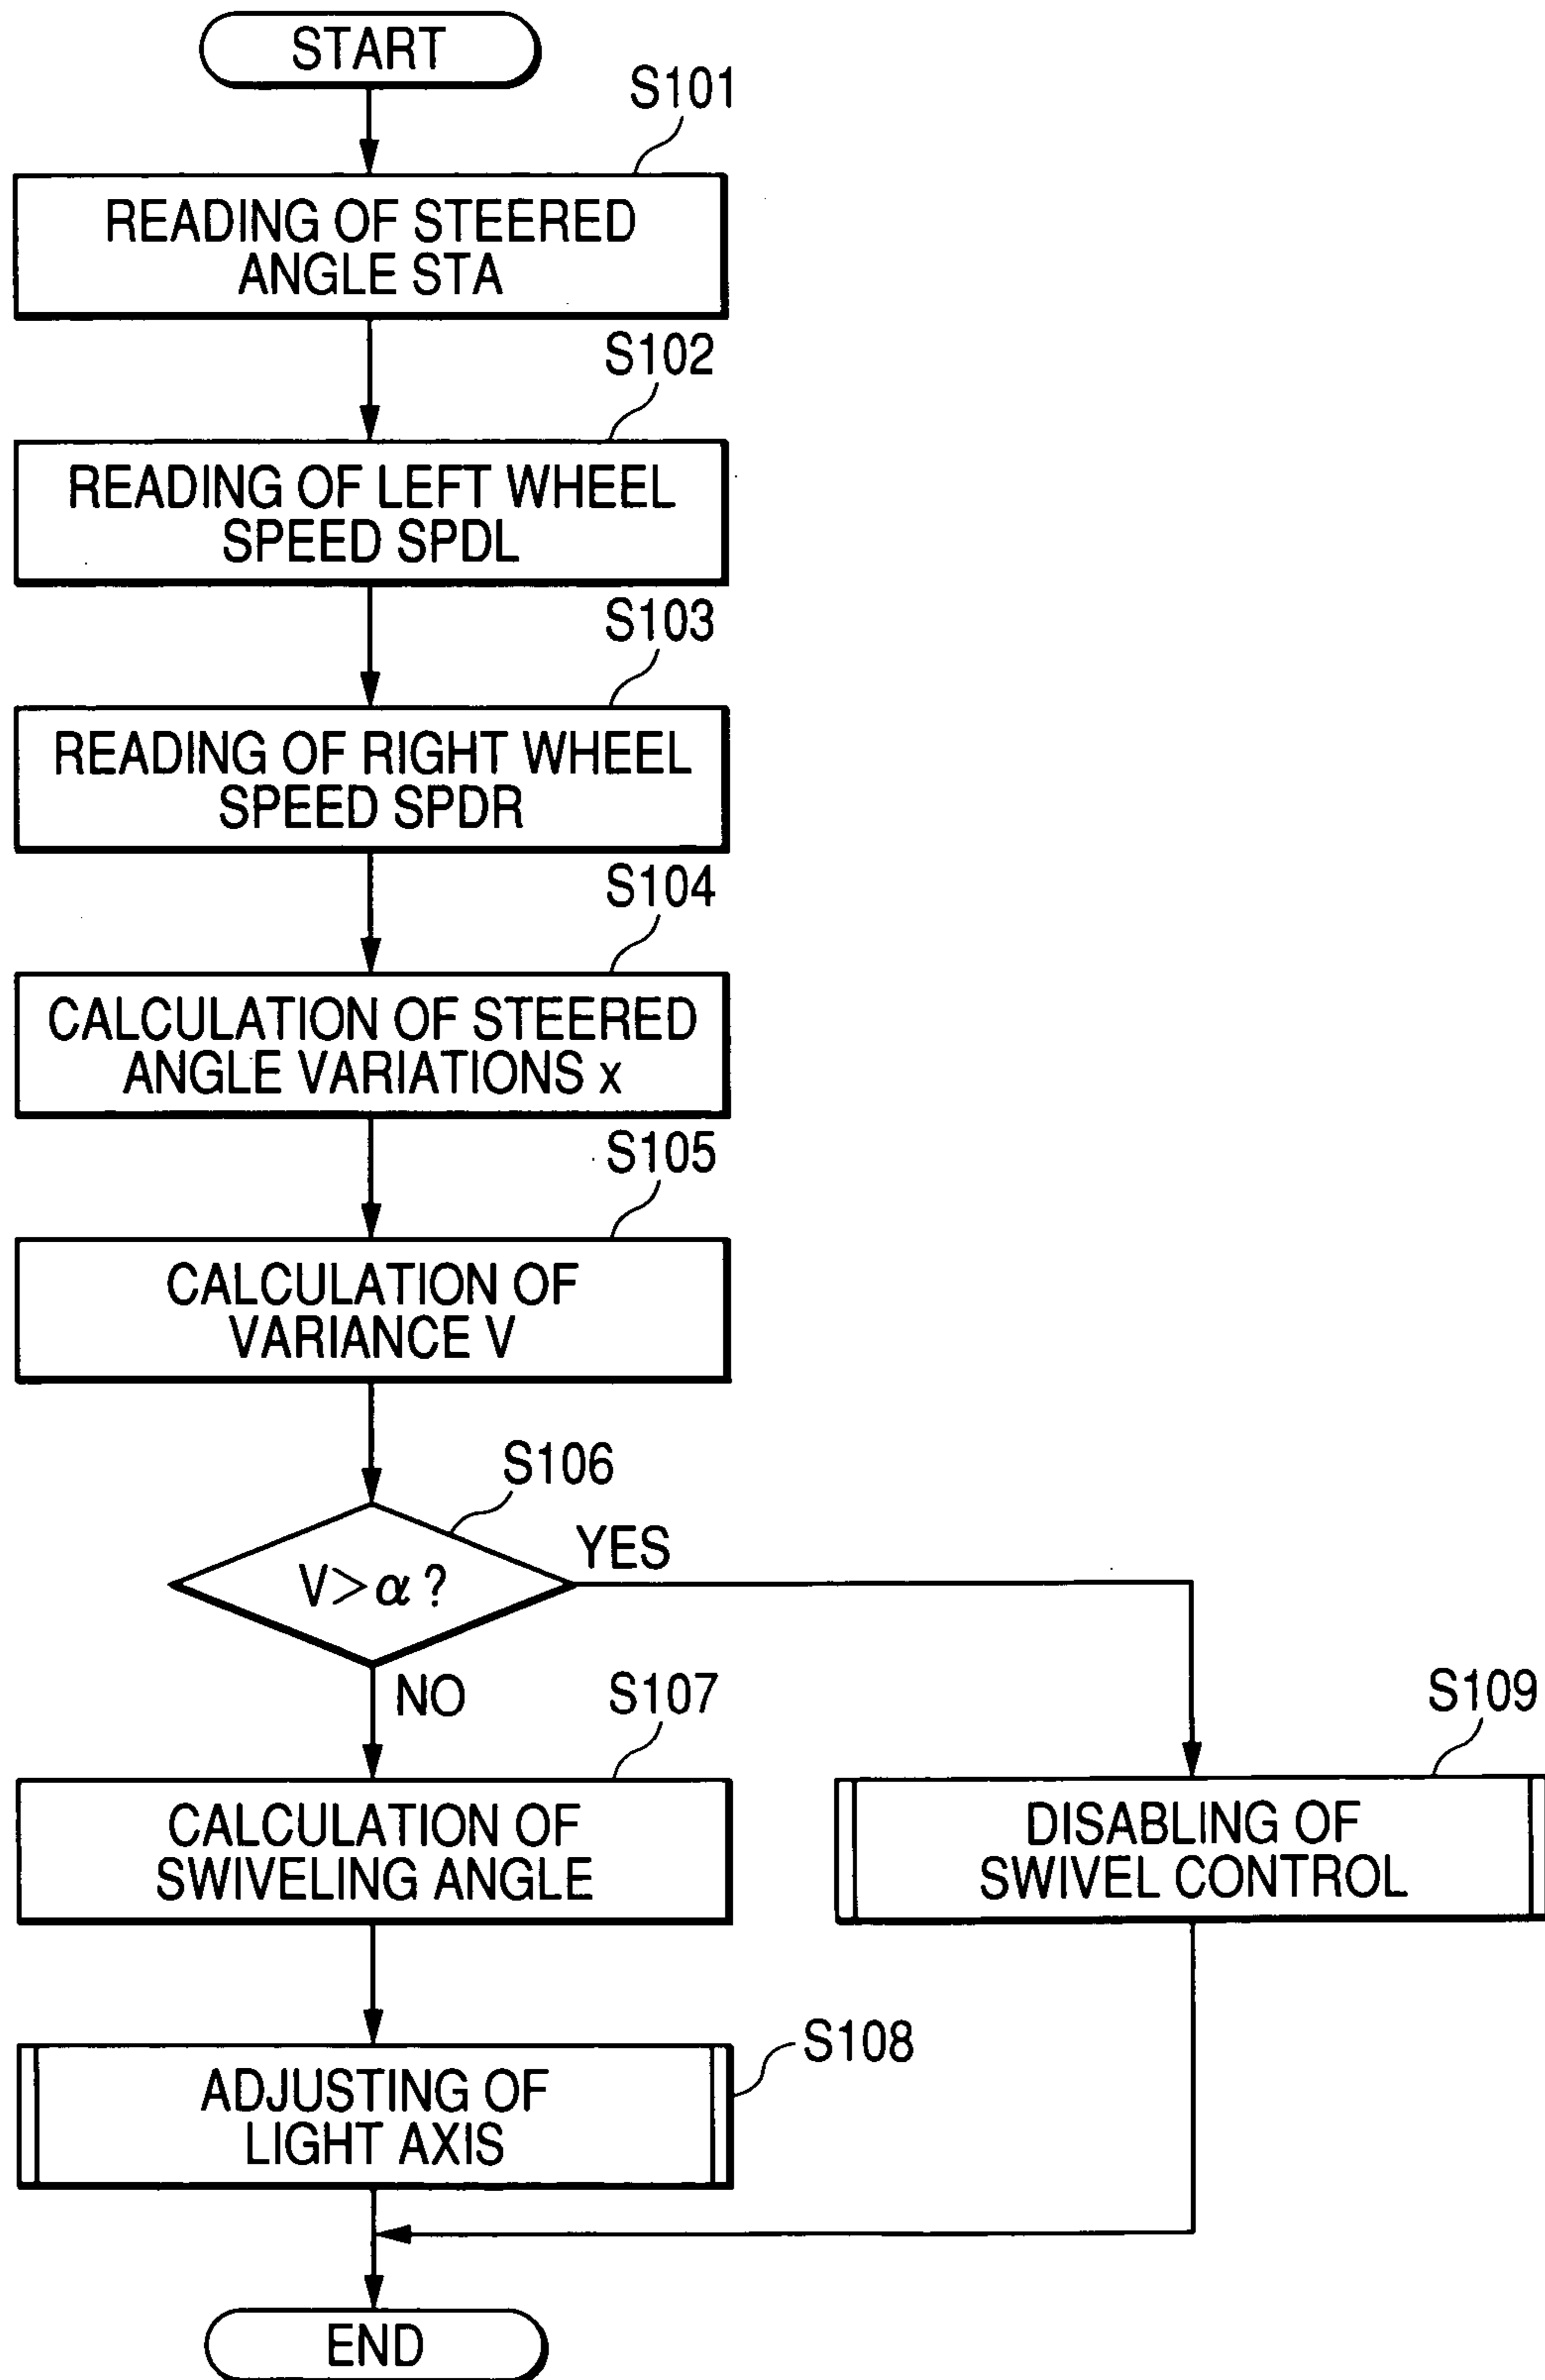 START
S101
READING OF STEERED
ANGLE STA
S102
READING OF LEFT WHEEL
SPEED SPDL
S103
READING OF RIGHT WHEEL
SPEED SPDR
S104
CALCULATION OF STEERED
ANGLE VARIATIONS x
S105
CALCULATION OF
VARIANCE V
S106
V>α?
YES
NO
S107
CALCULATION OF
SWIVELING ANGLE
S109
DISABLING OF
SWIVEL CONTROL
S108
ADJUSTING OF
LIGHT AXIS
END